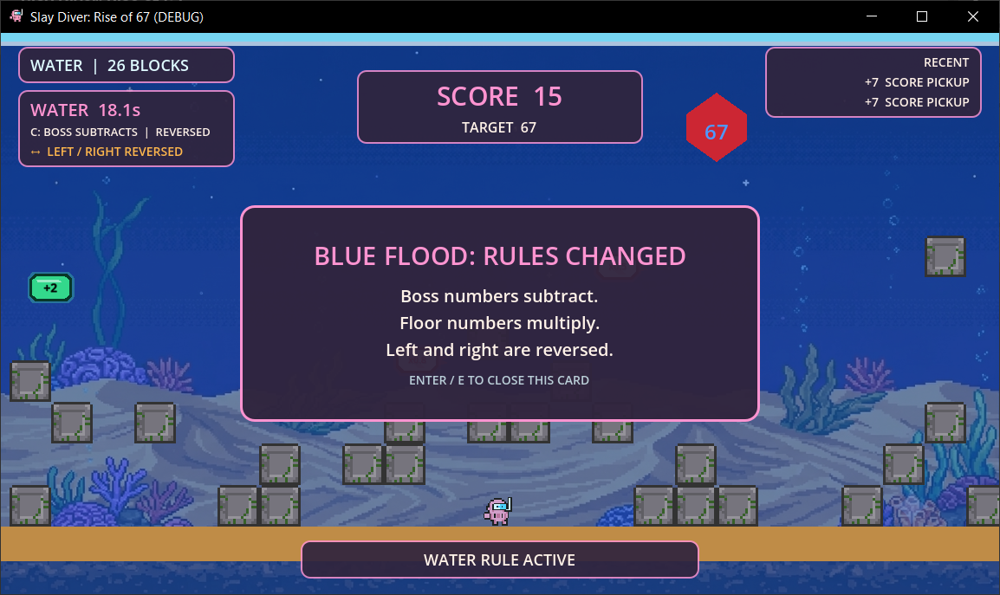 Slay Diver: Rise of 67 (DEBUG)
WATER | 26 BLOCKS
WATER 18.1s
C: BOSS SUBTRACTS | REVERSED
↔ LEFT / RIGHT REVERSED
SCORE 15
TARGET 67
67
RECENT
+7 SCORE PICKUP
+7 SCORE PICKUP
BLUE FLOOD: RULES CHANGED
Boss numbers subtract.
Floor numbers multiply.
Left and right are reversed.
ENTER / E TO CLOSE THIS CARD
+2
WATER RULE ACTIVE